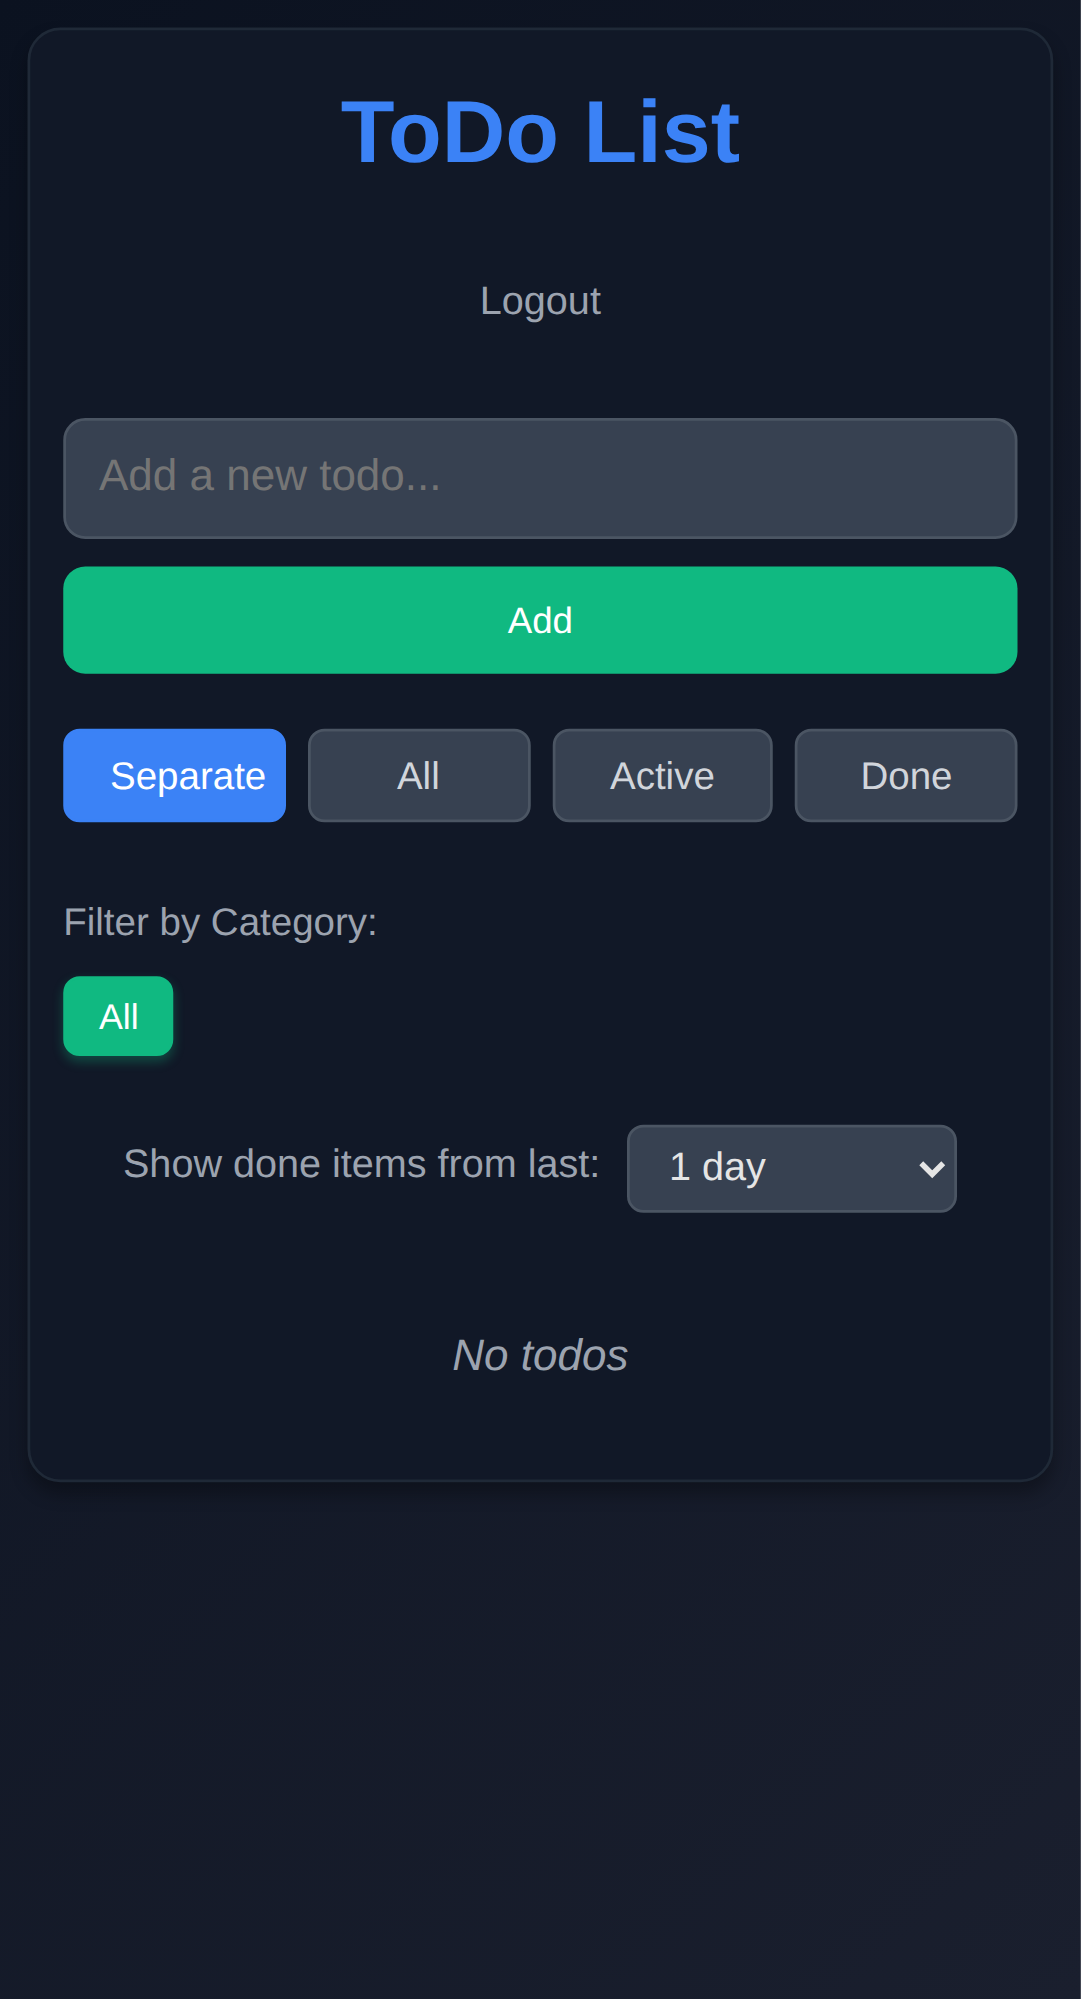 ToDo List
Logout
Add a new todo...
Add
Separate All Active Done
Filter by Category:
All
Show done items from last: 1 day
No todos